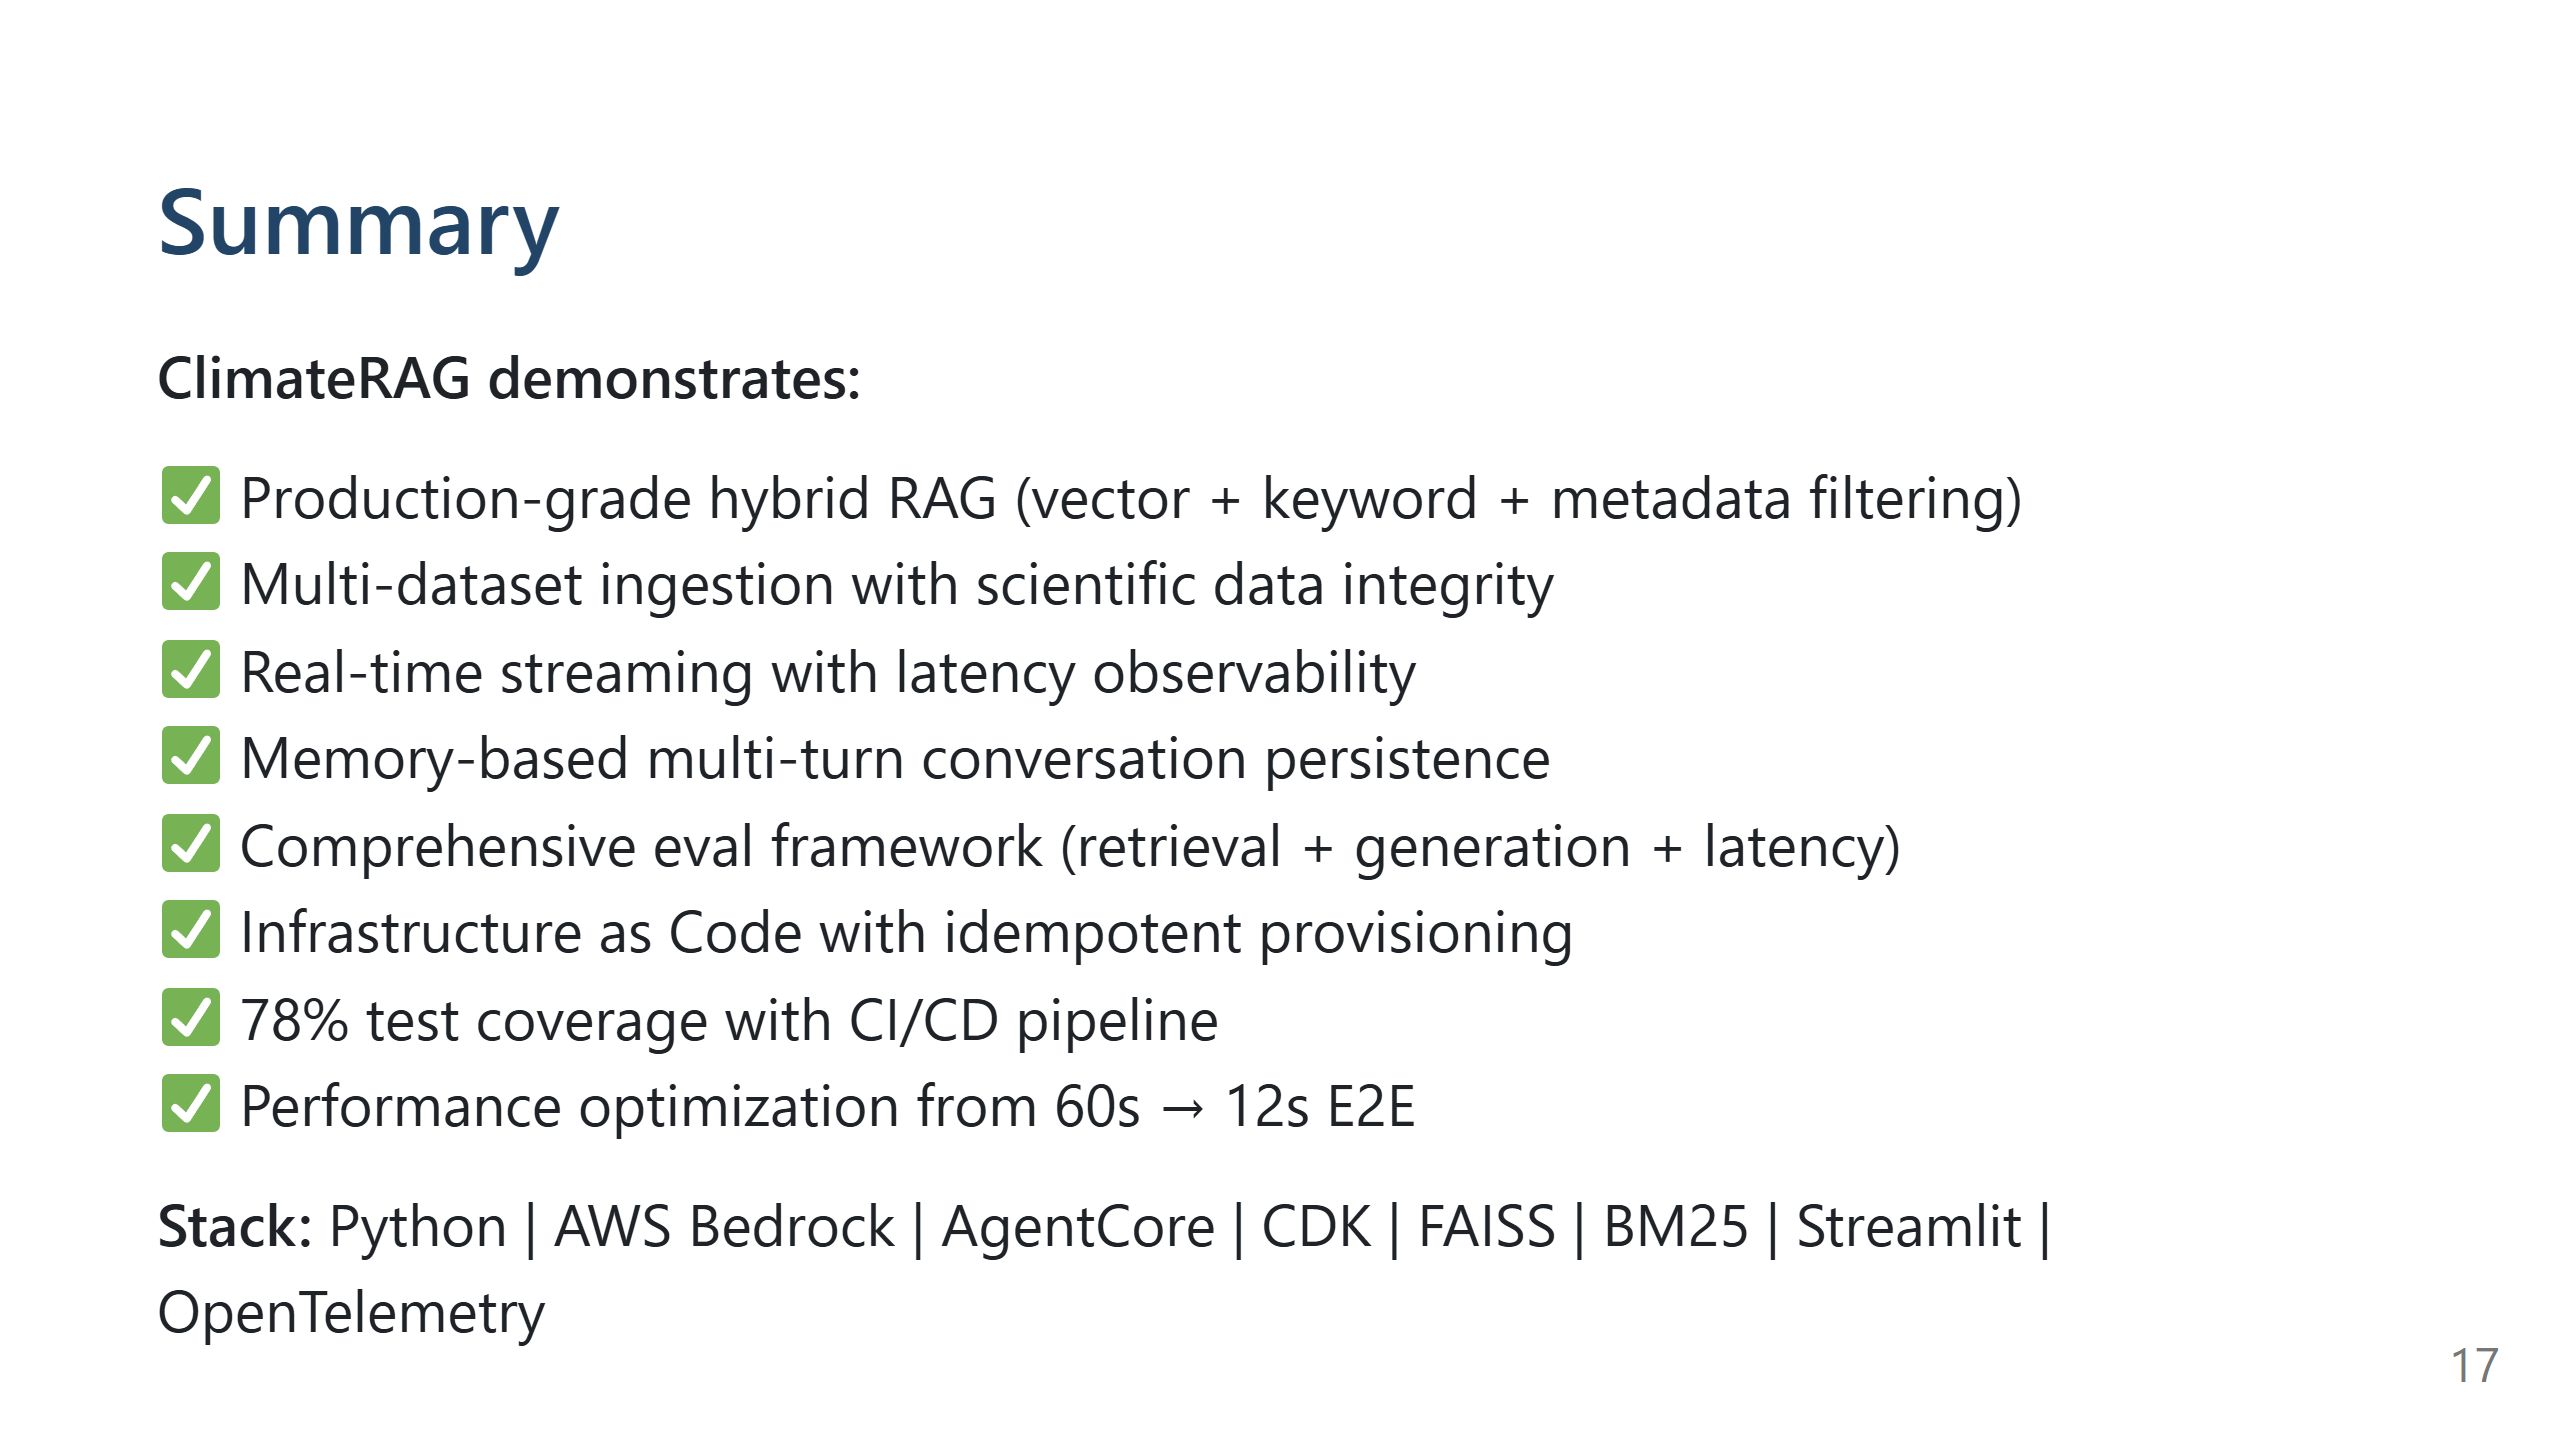 Summary
ClimateRAG demonstrates:
✅ Production-grade hybrid RAG (vector + keyword + metadata filtering)
✅ Multi-dataset ingestion with scientific data integrity
✅ Real-time streaming with latency observability
✅ Memory-based multi-turn conversation persistence
✅ Comprehensive eval framework (retrieval + generation + latency)
✅ Infrastructure as Code with idempotent provisioning
✅ 78% test coverage with CI/CD pipeline
✅ Performance optimization from 60s → 12s E2E
Stack: Python | AWS Bedrock | AgentCore | CDK | FAISS | BM25 | Streamlit |
OpenTelemetry
17